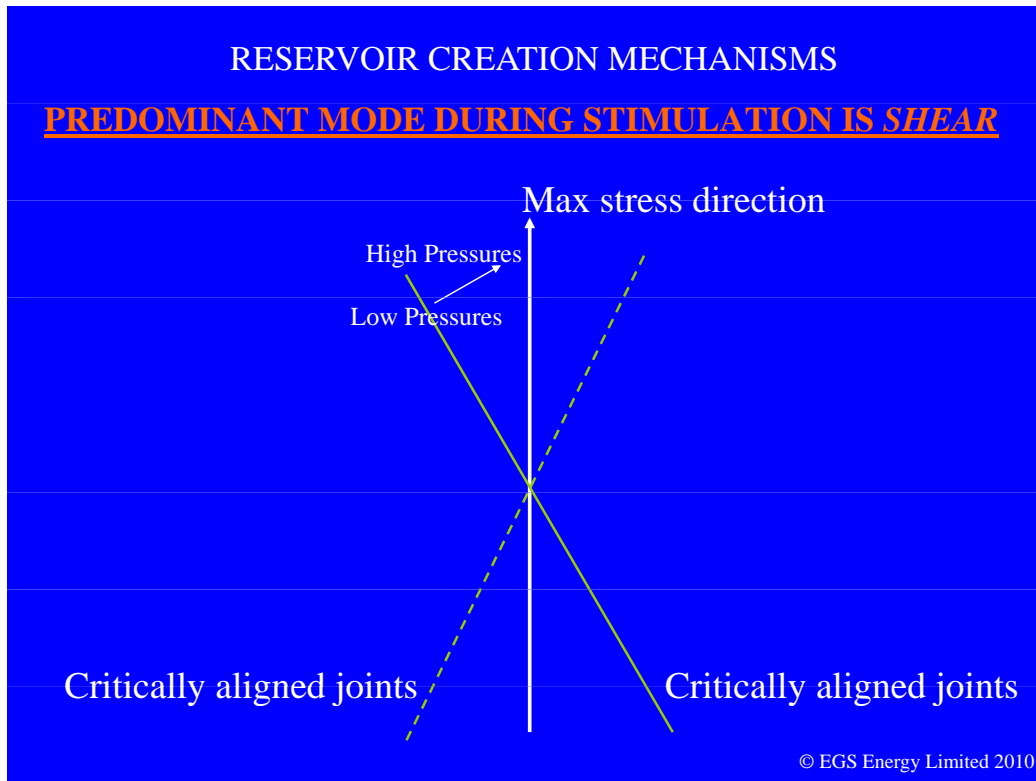 RESERVOIR CREATION MECHANISMS
PREDOMINANT MODE DURING STIMULATION IS SHEAR
Max stress direction
High Pressures
Low Pressures
Critically aligned joints
Critically aligned joints
© EGS Energy Limited 2010